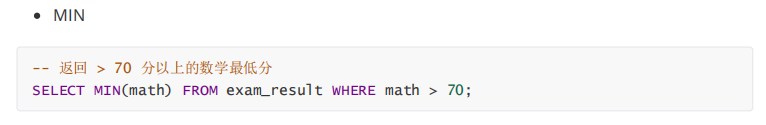 • MIN
-- 返回 > 70 分以上的数学最低分
SELECT MIN(math) FROM exam_result WHERE math > 70;